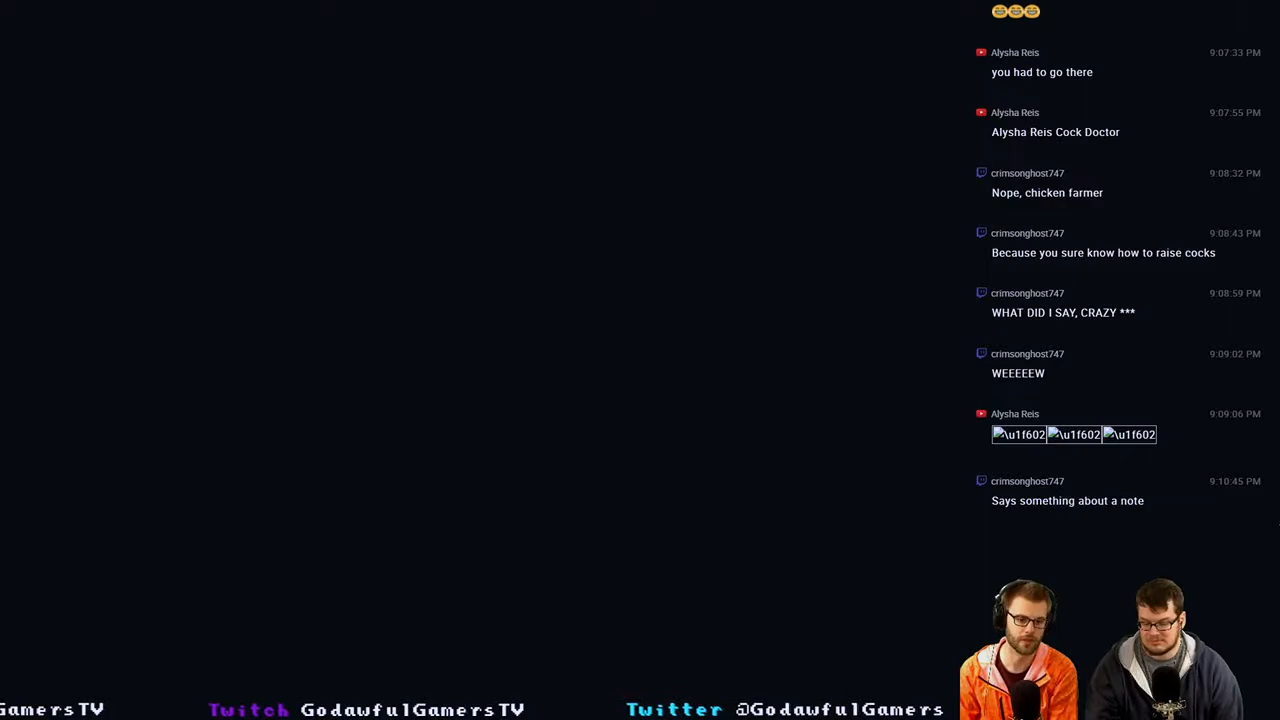 😂😂😂
Alysha Reis 9:07:33 PM
you had to go there
Alysha Reis 9:07:55 PM
Alysha Reis Cock Doctor
crimsonghost747 9:08:32 PM
Nope, chicken farmer
crimsonghost747 9:08:43 PM
Because you sure know how to raise cocks
crimsonghost747 9:08:59 PM
WHAT DID I SAY, CRAZY ***
crimsonghost747 9:09:02 PM
WEEEEEW
Alysha Reis 9:09:06 PM
\u1f602 \u1f602 \u1f602
crimsonghost747 9:10:45 PM
Says something about a note
GamersTV Twitch GodawfulGamersTV Twitter @GodawfulGamers